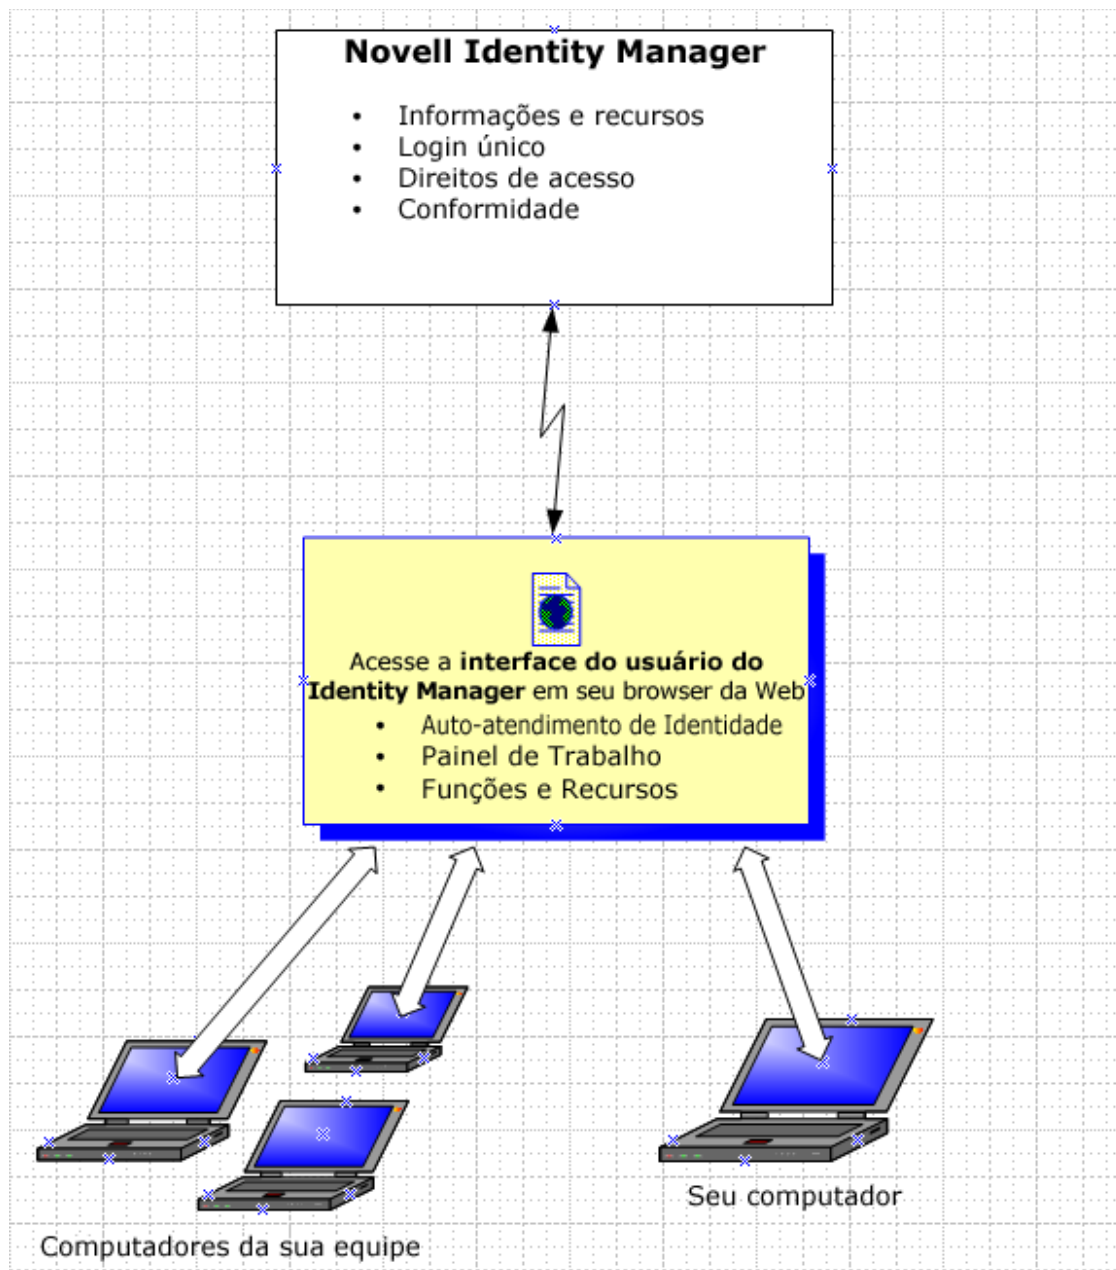 Novell Identity Manager
• Informações e recursos
• Login único
• Direitos de acesso
• Conformidade
Acesse a interface do usuário do
Identity Manager em seu browser da Web
• Auto-atendimento de Identidade
• Painel de Trabalho
• Funções e Recursos
Seu computador
Computadores da sua equipe